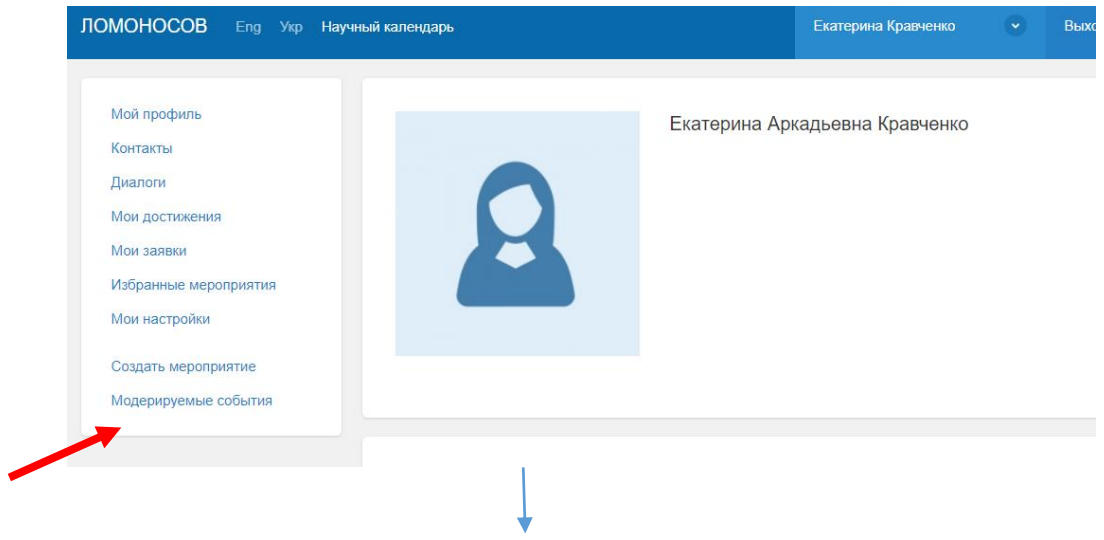 ЛОМОНОСОВ Eng Укр Научный календарь Екатерина Кравченко
Мой профиль
Контакты
Диалоги
Мои достижения
Мои заявки
Избранные мероприятия
Мои настройки
Создать мероприятие
Модерируемые события
Екатерина Аркадьевна Кравченко